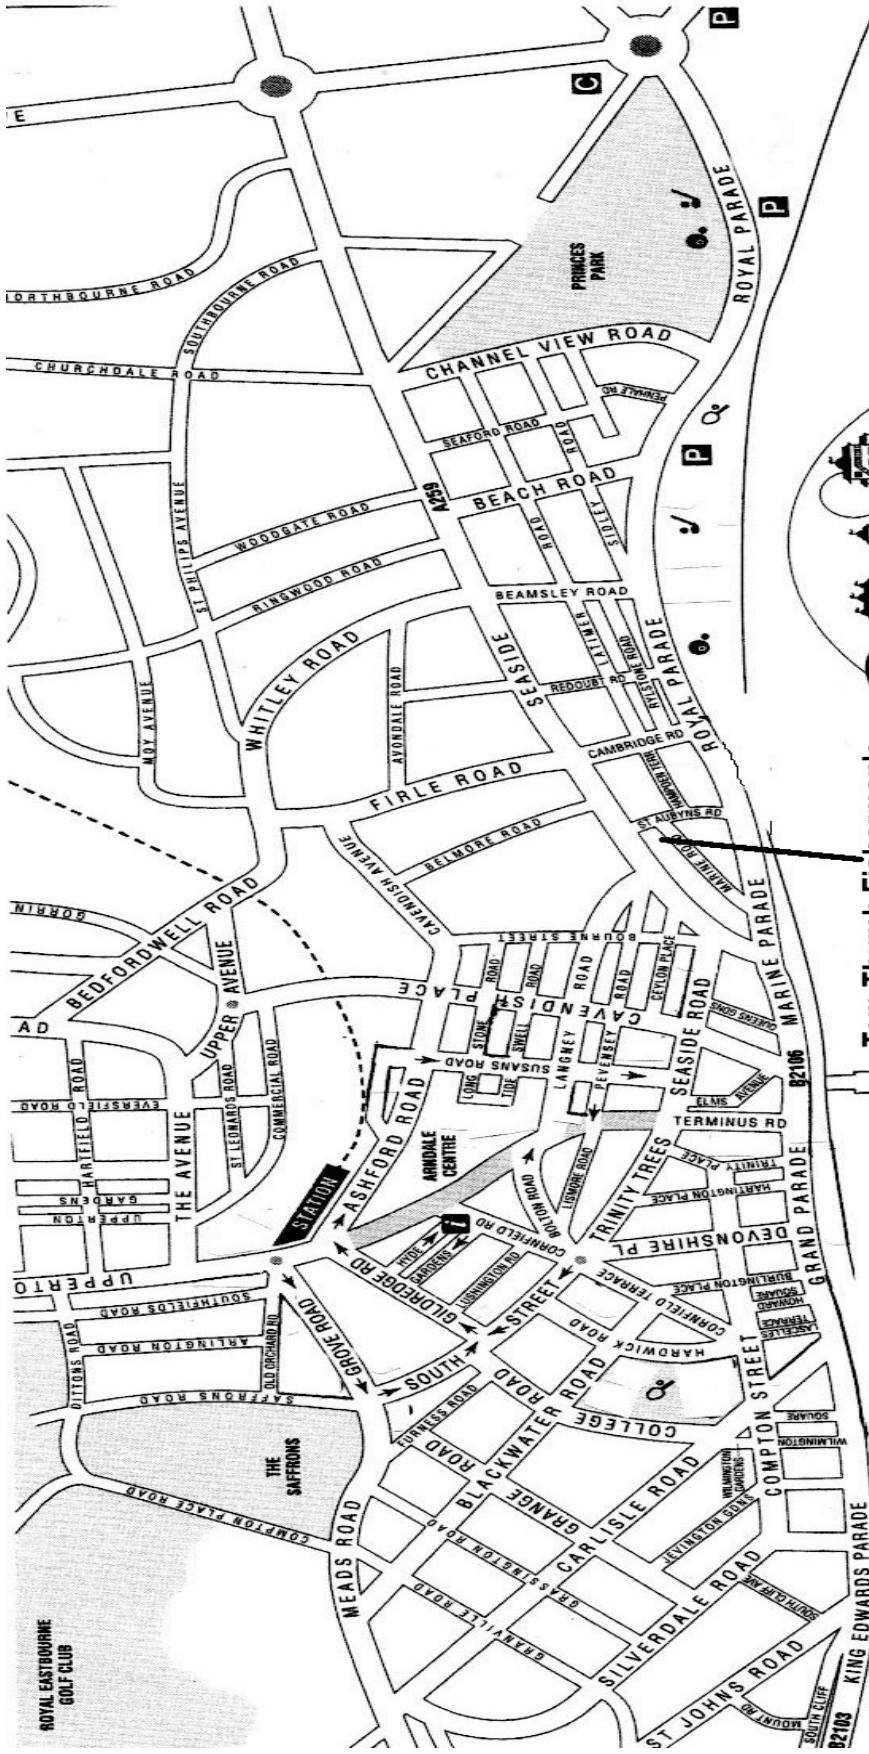 P
C
E
NORTHBOURNE ROAD
SOUTHBOURNE ROAD
ROYAL PARADE
P
PRINCES
PARK
CHURCHDALE ROAD
CHANNEL VIEW ROAD
PENHALE RD
SEAFORD ROAD
ROAD
P
A259
BEACH ROAD
WOODGATE ROAD
ST PHILIPS AVENUE
SIDLEY
ROAD
RINGWOOD ROAD
BEAMSLEY ROAD
WHITLEY ROAD
LATIMER
RYLSTONE ROAD
SEASIDE
REDOUBT RD
ROYAL PARADE
MOY AVENUE
AVONDALE ROAD
CAMBRIDGE RD
FIRLE ROAD
HAMPDEN TERR
ST AUBYNS RD
BELMORE ROAD
MARINE RO
CAVENDISH AVENUE
BEDFORDWELL ROAD
GORRIN
BOURNE STREET
MARINE PARADE
UPPER AVENUE
CAVENDISH PLACE
ROAD
ROAD
ROAD
ROAD
CEYLON PLACE
AD
STONE
SWELL
QUEENS GDNS
SEASIDE ROAD
SUSANS ROAD
LANGNEY
PEVENSEY
LONG
TIDE
B2106
EVERSFIELD ROAD
HARTFIELD ROAD
COMMERCIAL ROAD
ST LEONARDS ROAD
ELMS
AVENUE
ASHFORD ROAD
TERMINUS RD
THE AVENUE
ARNDALE
CENTRE
LISMORE ROAD
TRINITY PLACE
UPPERTON
GARDENS
STATION
BOLTON ROAD
TRINITY TREES
HARTINGTON PLACE
i
CORNFIELD RD
HYDE
GARDENS
DEVONSHIRE PL
GRAND PARADE
UPPERTO
GILDREDGE RD
LUSHINGTON RD
BURLINGTON PLACE
SOUTHFIELDS ROAD
CORNFIELD TERRACE
HOWARD
SQUARE
GROVE ROAD
SOUTH STREET
LASCELLES
TERRACE
DITTONS ROAD
ARLINGTON ROAD
OLD ORCHARD RD
HARDWICK ROAD
SAFFRONS ROAD
FURNESS ROAD
COLLEGE ROAD
COMPTON STREET
BLACKWATER ROAD
WILMINGTON
SQUARE
THE
SAFFRONS
GRANGE ROAD
WILMINGTON
GARDENS
COMPTON PLACE ROAD
CARLISLE ROAD
JEVINGTON GDNS
MEADS ROAD
GRASSINGTON ROAD
GRANVILLE ROAD
SOUTH CLIFF AVE
SILVERDALE ROAD
KING EDWARDS PARADE
ROYAL EASTBOURNE
GOLF CLUB
ST JOHNS ROAD
MOUNT RD
SOUTH CLIFF
B2103